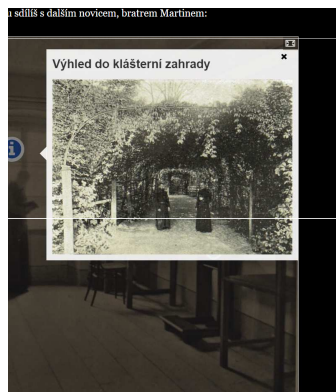 u sdílíš s dalším novicem, bratrem Martinem:
Výhled do klášterní zahrady